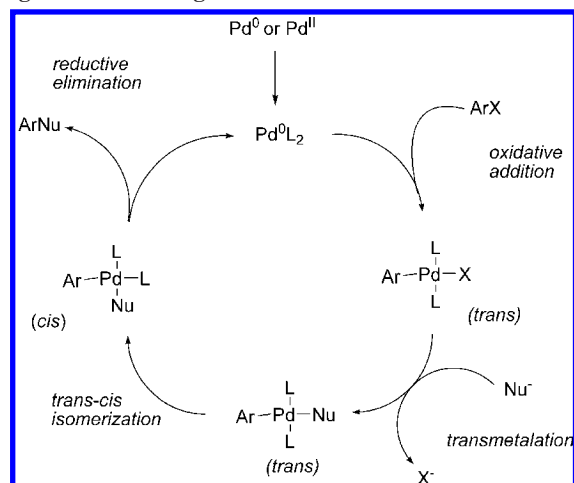 Pd0 or PdII
reductive
elimination
ArNu
Pd0L2
ArX
oxidative
addition
L
Ar Pd L
Nu
(cis)
L
Ar Pd X
L
(trans)
trans-cis
isomerization
L
Ar Pd Nu
L
(trans)
Nu-
transmetalation
X-